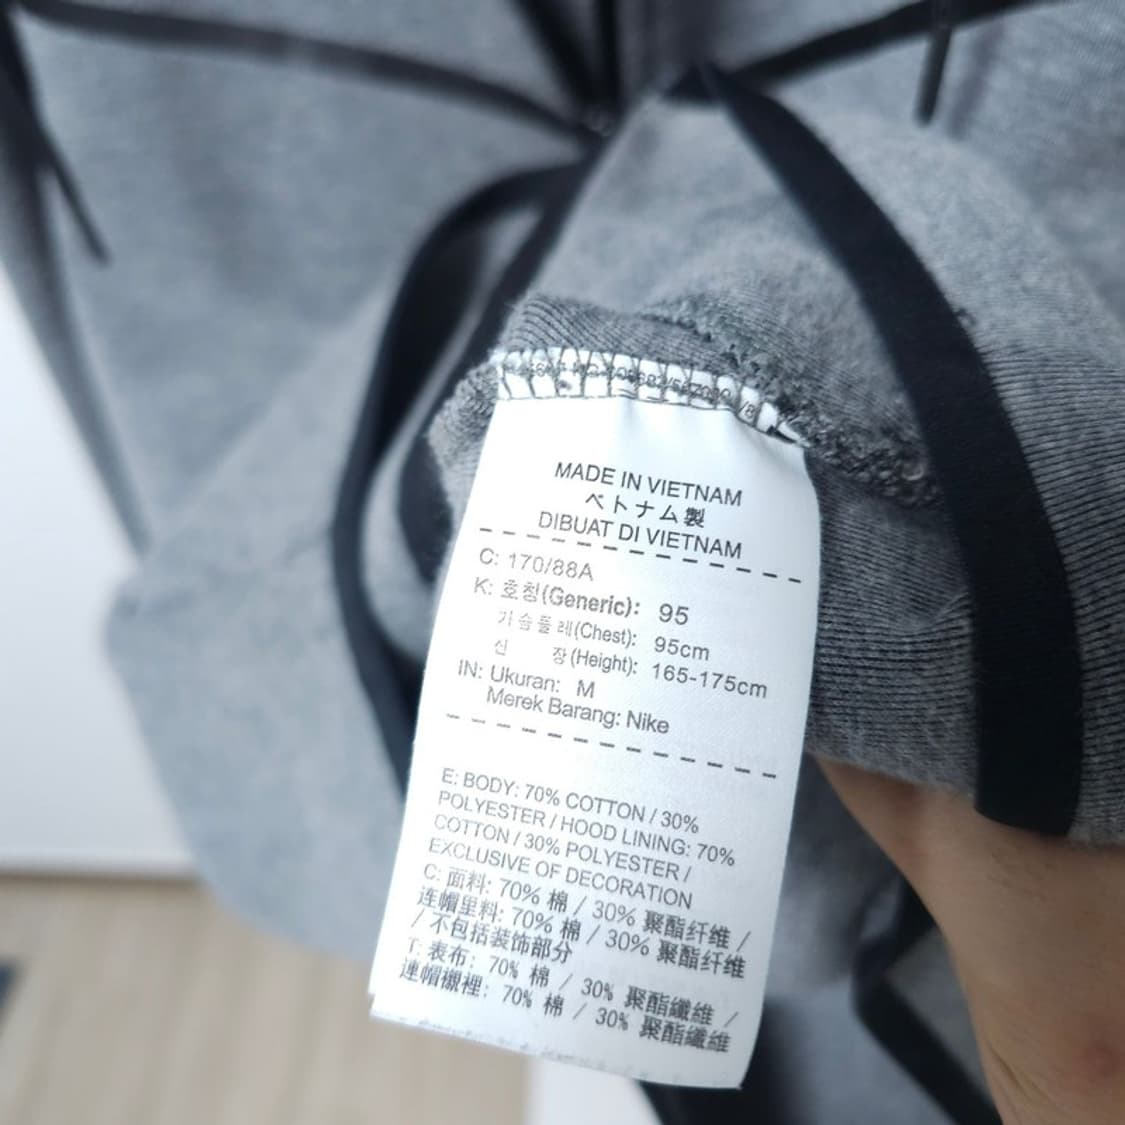 MADE IN VIETNAM
ベトナム製
DIBUAT DI VIETNAM
C: 170/88A
K: 호칭(Generic): 95
가슴둘레(Chest): 95cm
신 장(Height): 165-175cm
IN: Ukuran: M
Merek Barang: Nike
E: BODY: 70% COTTON / 30%
POLYESTER / HOOD LINING: 70%
COTTON / 30% POLYESTER /
EXCLUSIVE OF DECORATION
C: 面料: 70% 棉 / 30% 聚酯纤维 /
连帽里料: 70% 棉 / 30% 聚酯纤维
/ 不包括装饰部分
T: 表布: 70% 棉 / 30% 聚酯纖維 /
連帽襯裡: 70% 棉 / 30% 聚酯纖維